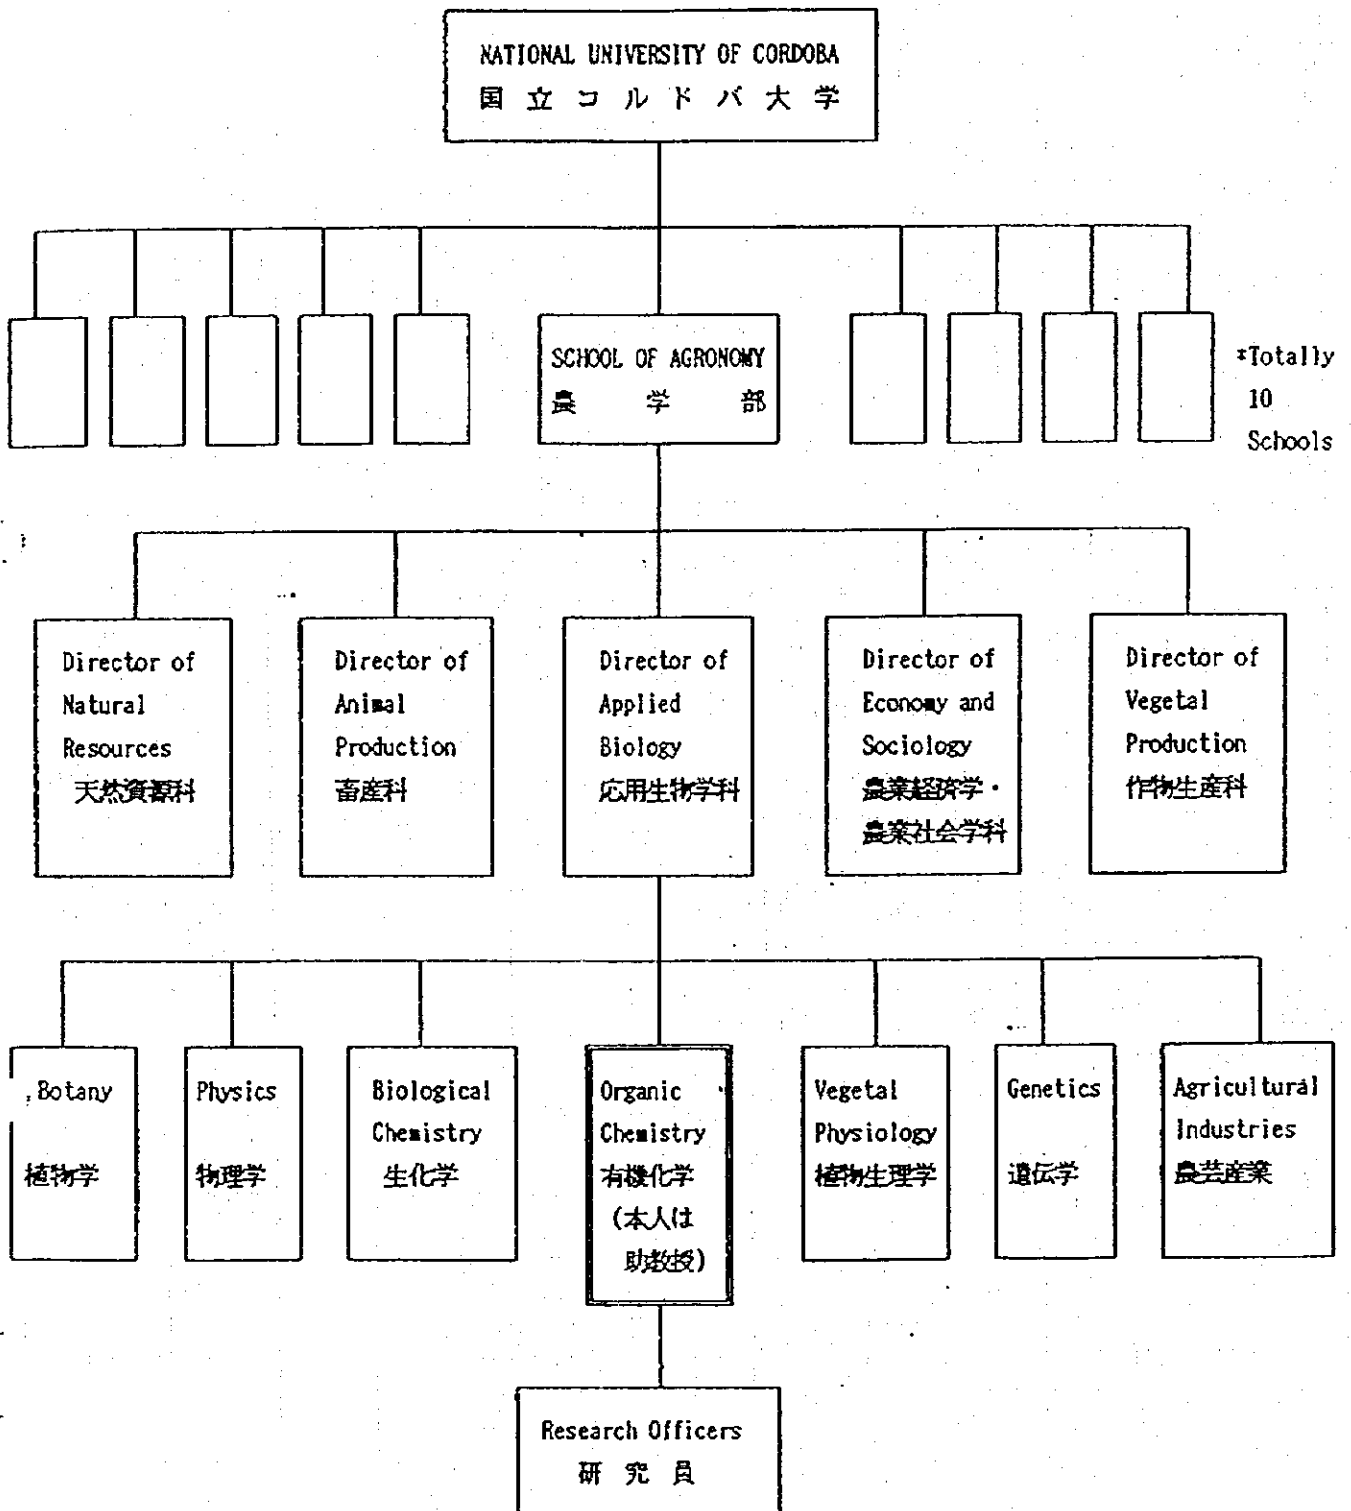 NATIONAL UNIVERSITY OF CORDOBA
国立コルドバ大学
SCHOOL OF AGRONOMY
農学部
*Totally
10
Schools
Director of
Natural
Resources
天然資源科
Director of
Animal
Production
畜産科
Director of
Applied
Biology
応用生物学科
Director of
Economy and
Sociology
農業経済学・
農業社会学科
Director of
Vegetal
Production
作物生産科
Botany
植物学
Physics
物理学
Biological
Chemistry
生化学
Organic
Chemistry
有機化学
(本人は
助教授)
Vegetal
Physiology
植物生理学
Genetics
遺伝学
Agricultural
Industries
農芸産業
Research Officers
研究員